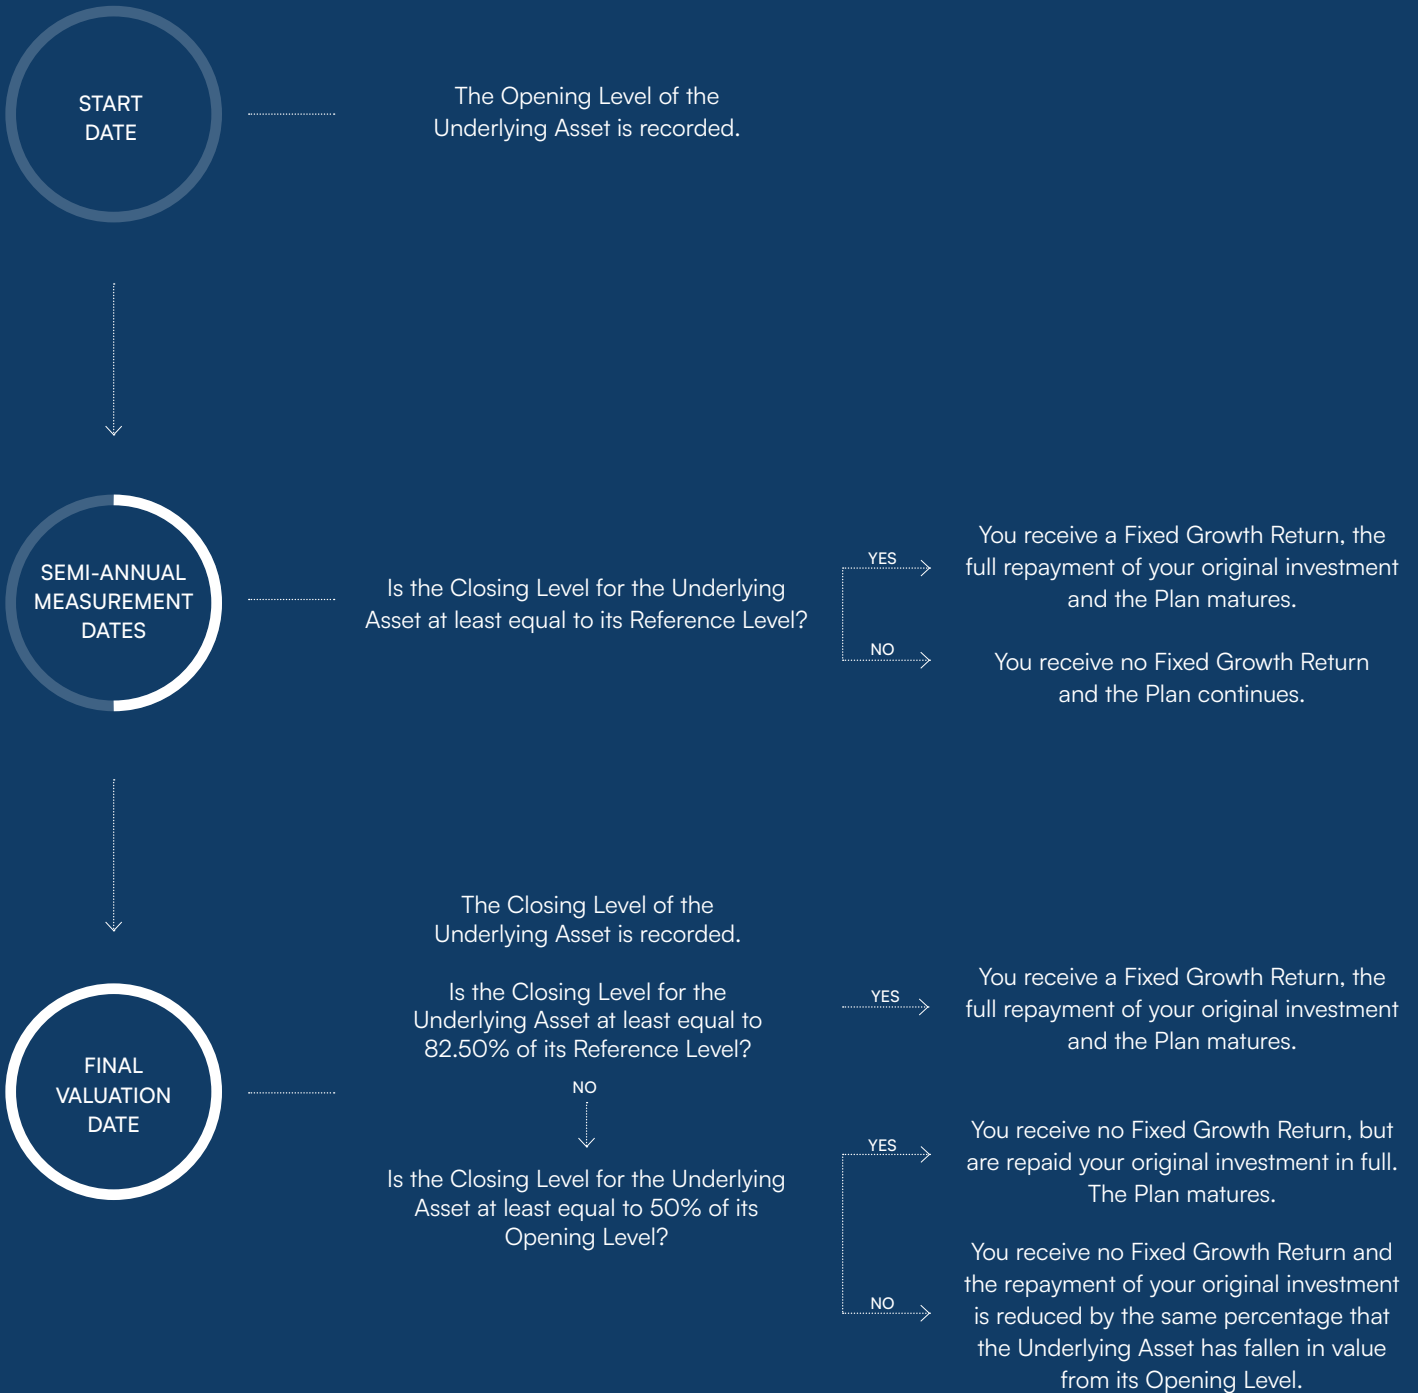 START
DATE
The Opening Level of the
Underlying Asset is recorded.
SEMI-ANNUAL
MEASUREMENT
DATES
Is the Closing Level for the Underlying
Asset at least equal to its Reference Level?
YES
You receive a Fixed Growth Return, the
full repayment of your original investment
and the Plan matures.
NO
You receive no Fixed Growth Return
and the Plan continues.
FINAL
VALUATION
DATE
The Closing Level of the
Underlying Asset is recorded.
Is the Closing Level for the
Underlying Asset at least equal to
82.50% of its Reference Level?
YES
You receive a Fixed Growth Return, the
full repayment of your original investment
and the Plan matures.
NO
Is the Closing Level for the Underlying
Asset at least equal to 50% of its
Opening Level?
YES
You receive no Fixed Growth Return, but
are repaid your original investment in full.
The Plan matures.
NO
You receive no Fixed Growth Return and
the repayment of your original investment
is reduced by the same percentage that
the Underlying Asset has fallen in value
from its Opening Level.